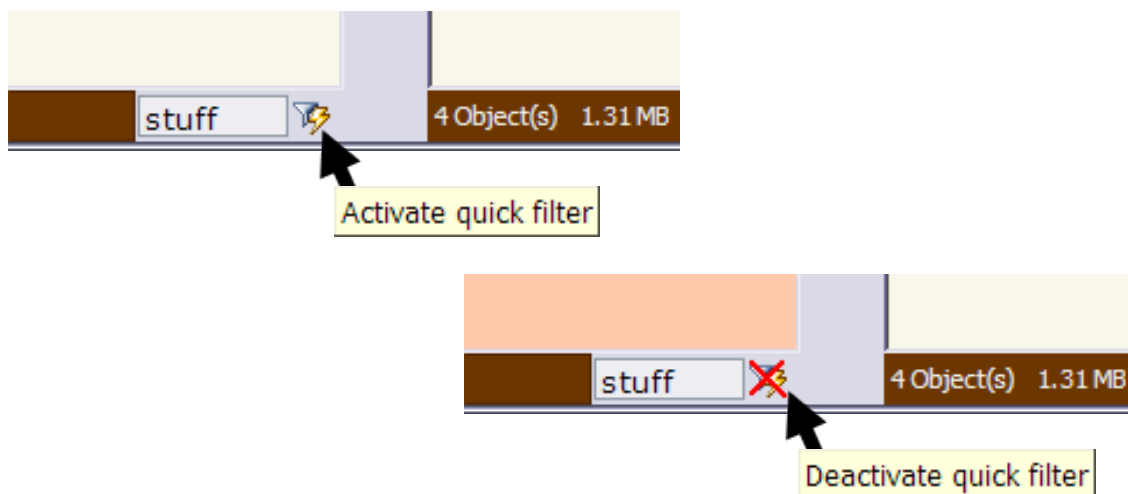 stuff
4 Object(s) 1.31 MB
Activate quick filter
stuff
4 Object(s) 1.31 MB
Deactivate quick filter